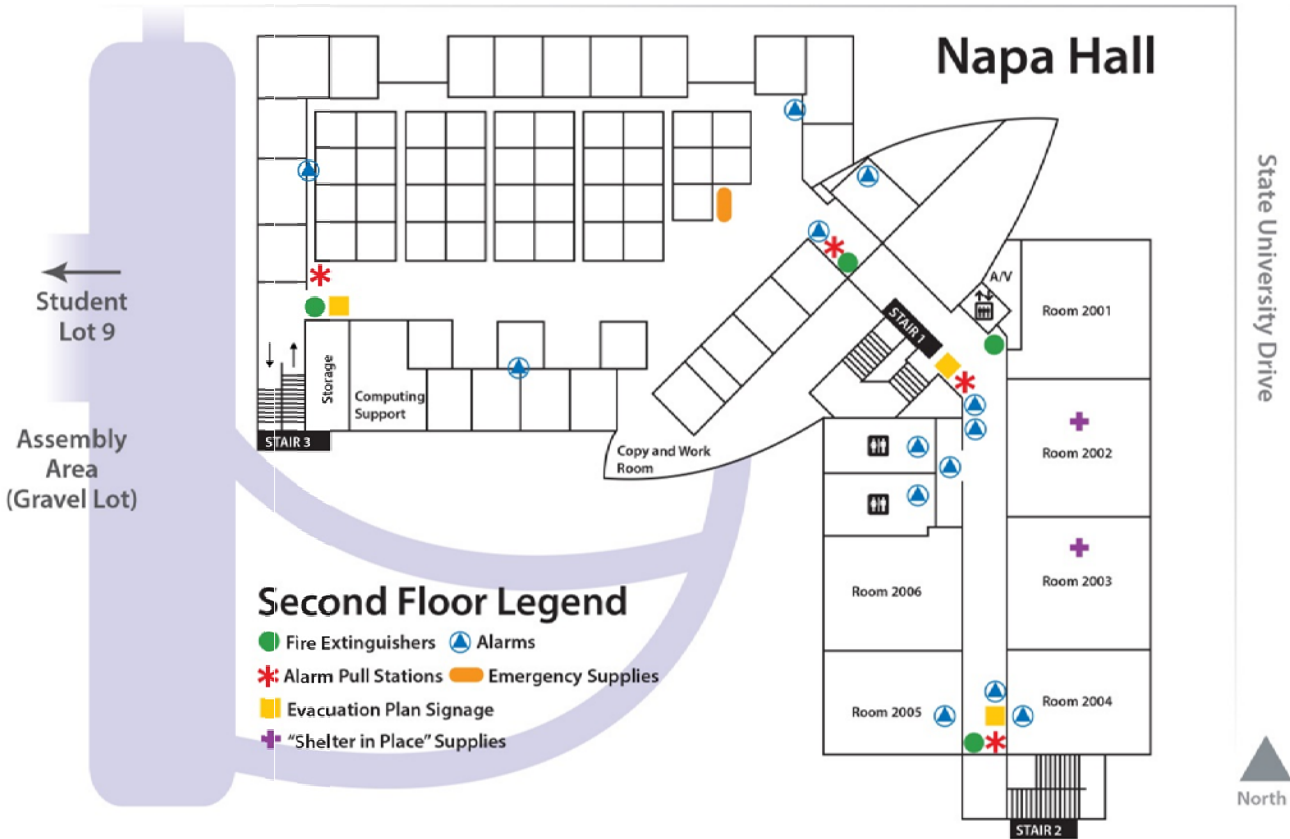 Napa Hall
State University Drive
Student
Lot 9
Assembly
Area
(Gravel Lot)
A/V
Room 2001
STAIR 1
Storage
Computing
Support
STAIR 3
Copy and Work
Room
Room 2002
Room 2003
Room 2006
Room 2005
Room 2004
STAIR 2
North
Second Floor Legend
Fire Extinguishers
Alarms
Alarm Pull Stations
Emergency Supplies
Evacuation Plan Signage
"Shelter in Place" Supplies